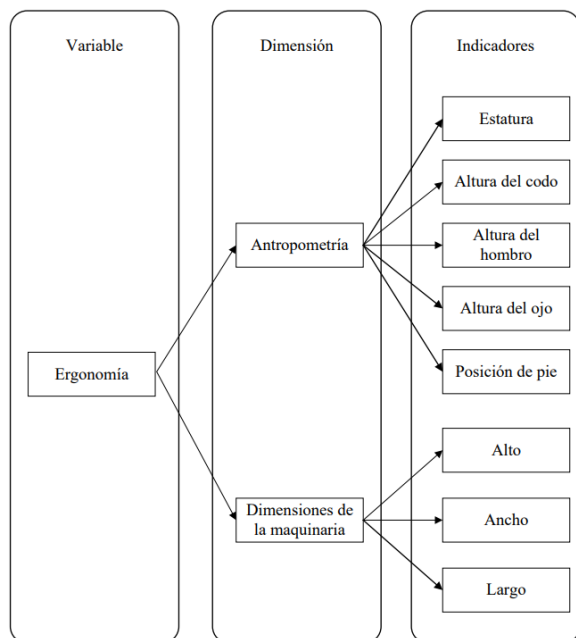 Variable
Dimensión
Indicadores
Estatura
Altura del codo
Antropometría
Altura del
hombro
Altura del ojo
Ergonomía
Posición de pie
Alto
Dimensiones de
la maquinaria
Ancho
Largo